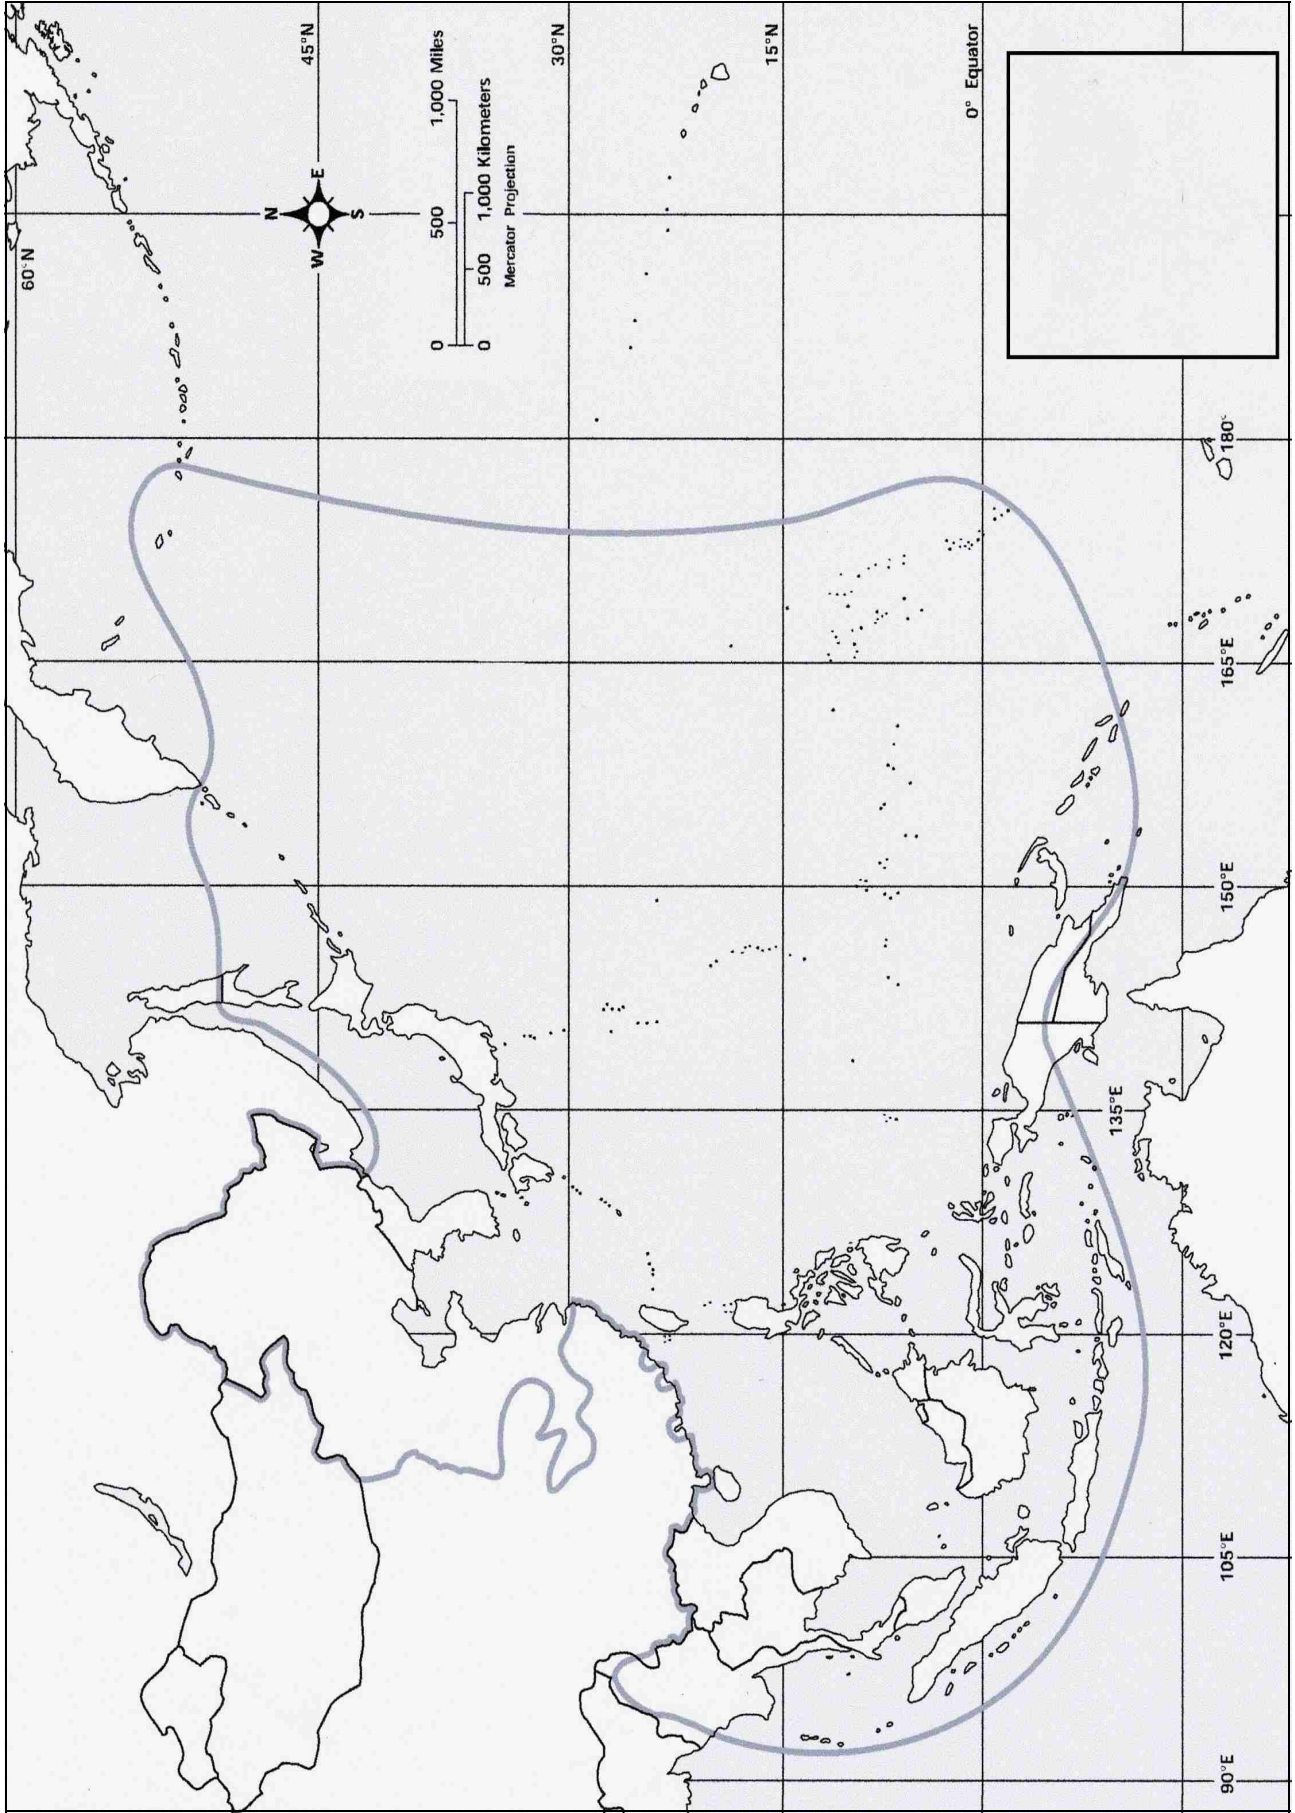 60°N
45°N
30°N
15°N
0° Equator
N
W
E
S
0
500
1,000 Miles
0
500
1,000 Kilometers
Mercator Projection
90°E
105°E
120°E
135°E
150°E
165°E
180°